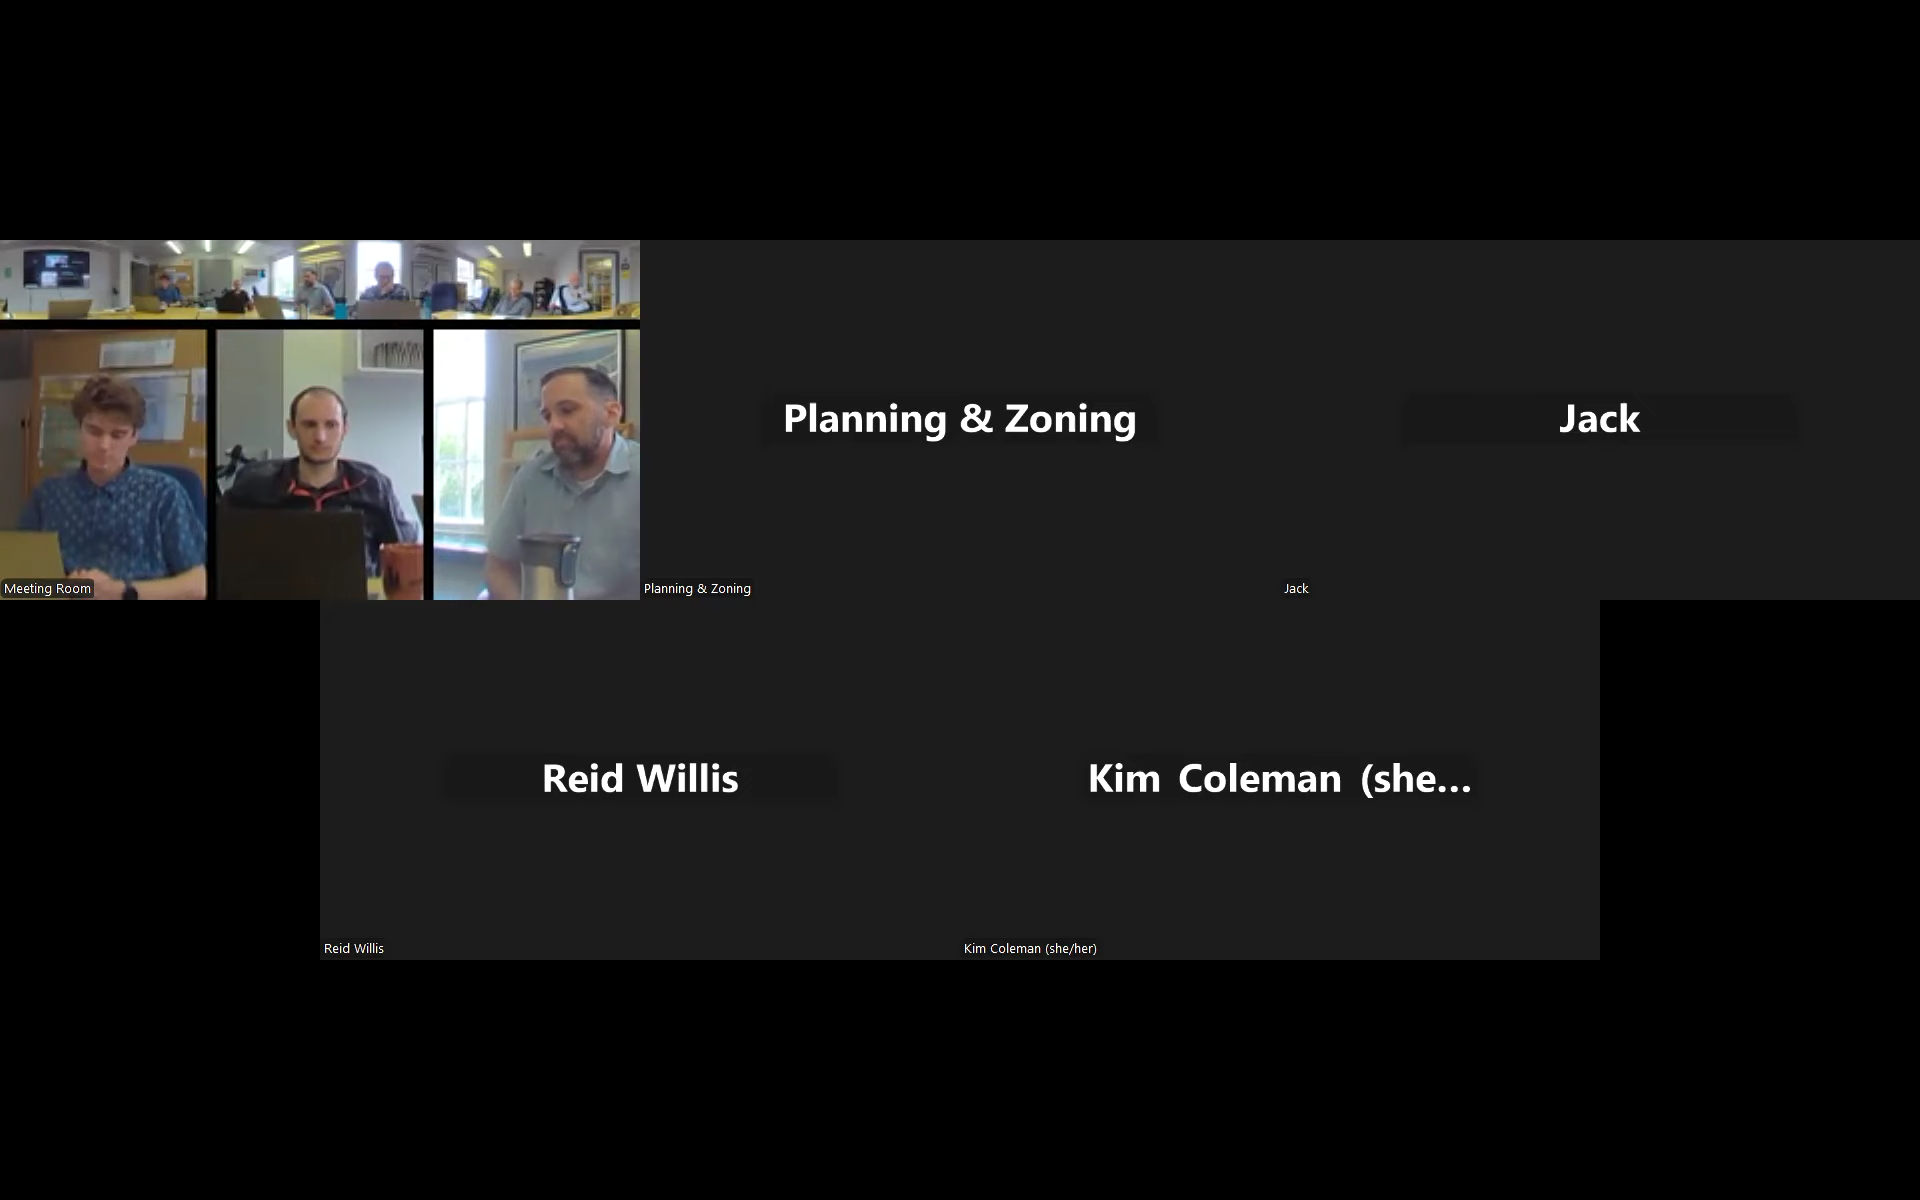 Meeting Room
Planning & Zoning
Planning & Zoning
Jack
Jack
Reid Willis
Reid Willis
Kim Coleman (she...
Kim Coleman (she/her)